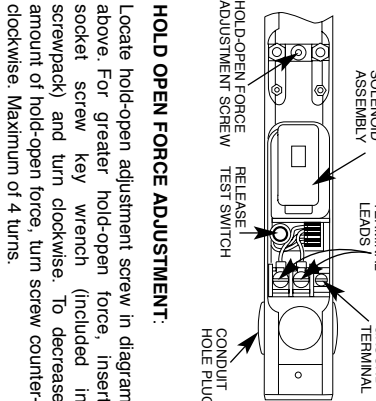 SOLENOID
ASSEMBLY
TERMINAL
LEADS
TERMINAL
HOLD-OPEN FORCE
ADJUSTMENT SCREW
RELEASE
TEST SWITCH
CONDUIT
HOLE PLUG
HOLD OPEN FORCE ADJUSTMENT:
Locate hold-open adjustment screw in diagram
above. For greater hold-open force, insert
socket screw key wrench (included in
screwpack) and turn clockwise. To decrease
amount of hold-open force, turn screw counter-
clockwise. Maximum of 4 turns.